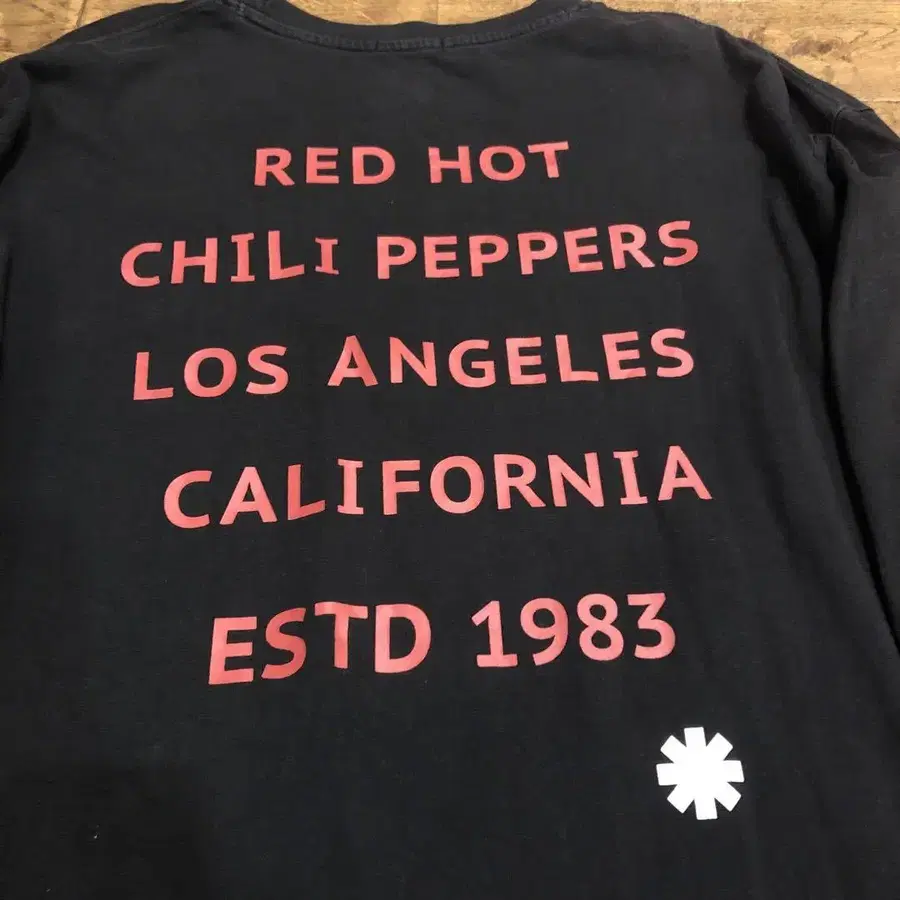 RED HOT
CHILI PEPPERS
LOS ANGELES
CALIFORNIA
ESTD 1983